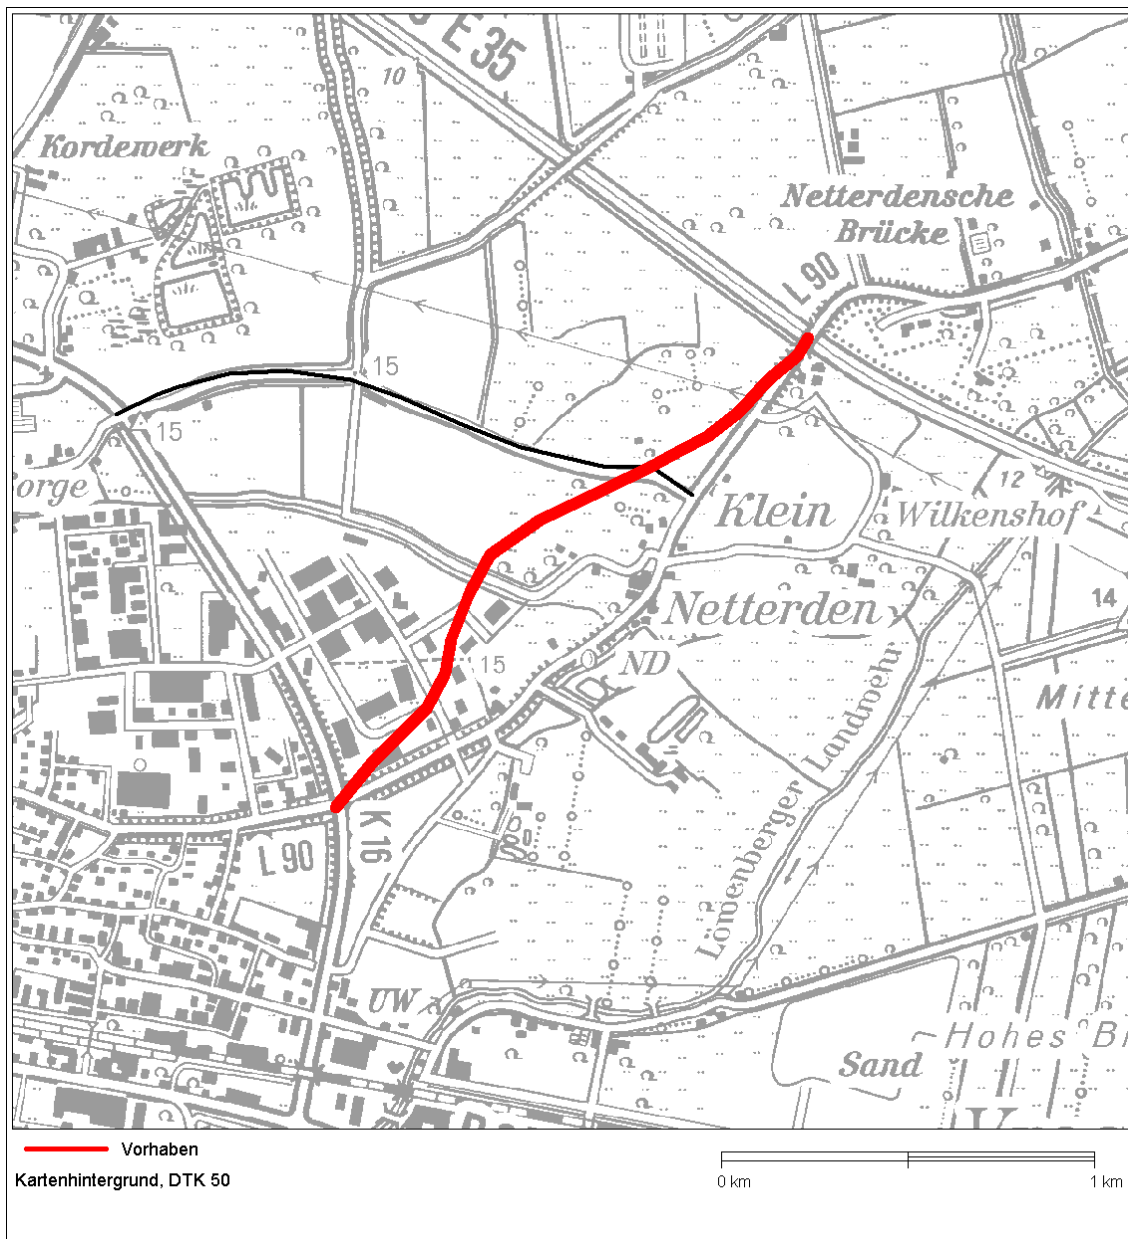 E 35
10
Kordewerk
Netterdensche
Brücke
L 90
15
15
Klein
12
Wilkenshof
Netterden
14
15
ND
Mitte
Landwehr
Löwenberger
K 16
L 90
UW
Hohes B
Sand
Vorhaben
Kartenhintergrund, DTK 50
0 km
1 km